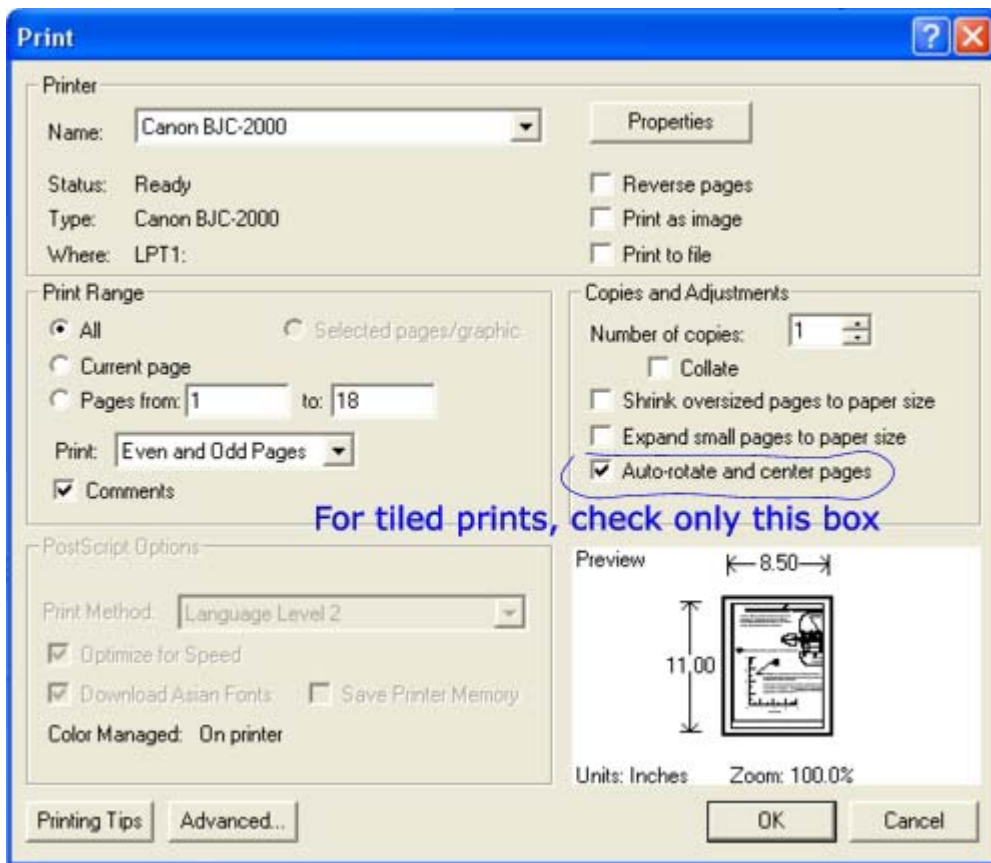 Print
Printer
Name: Canon BJC-2000 Properties
Status: Ready Reverse pages
Type: Canon BJC-2000 Print as image
Where: LPT1: Print to file
Print Range
All Selected pages/graphic
Current page
Pages from: 1 to: 18
Print: Even and Odd Pages
Comments
Copies and Adjustments
Number of copies: 1
Collate
Shrink oversized pages to paper size
Expand small pages to paper size
Auto-rotate and center pages
For tiled prints, check only this box
PostScript Options
Print Method: Language Level 2
Optimize for Speed
Download Asian Fonts Save Printer Memory
Color Managed: On printer
Preview
8.50
11.00
Units: Inches Zoom: 100.0%
Printing Tips Advanced... OK Cancel